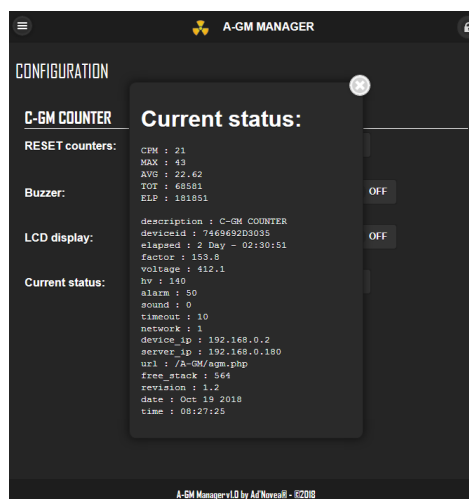 A-GM MANAGER
CONFIGURATION
C-GM COUNTER
RESET counters:
Buzzer:
OFF
LCD display:
OFF
Current status:
Current status:
CPM : 21
MAX : 43
AVG : 22.62
TOT : 68581
ELP : 181851
description : C-GM COUNTER
deviceid : 7469692D3035
elapsed : 2 Day - 02:30:51
factor : 153.8
voltage : 412.1
hv : 140
alarm : 50
sound : 0
timeout : 10
network : 1
device_ip : 192.168.0.2
server_ip : 192.168.0.180
url : /A-GM/agm.php
free_stack : 564
revision : 1.2
date : Oct 19 2018
time : 08:27:25
A-GM Manager v1.0 by Ad'Novea® - ©2018